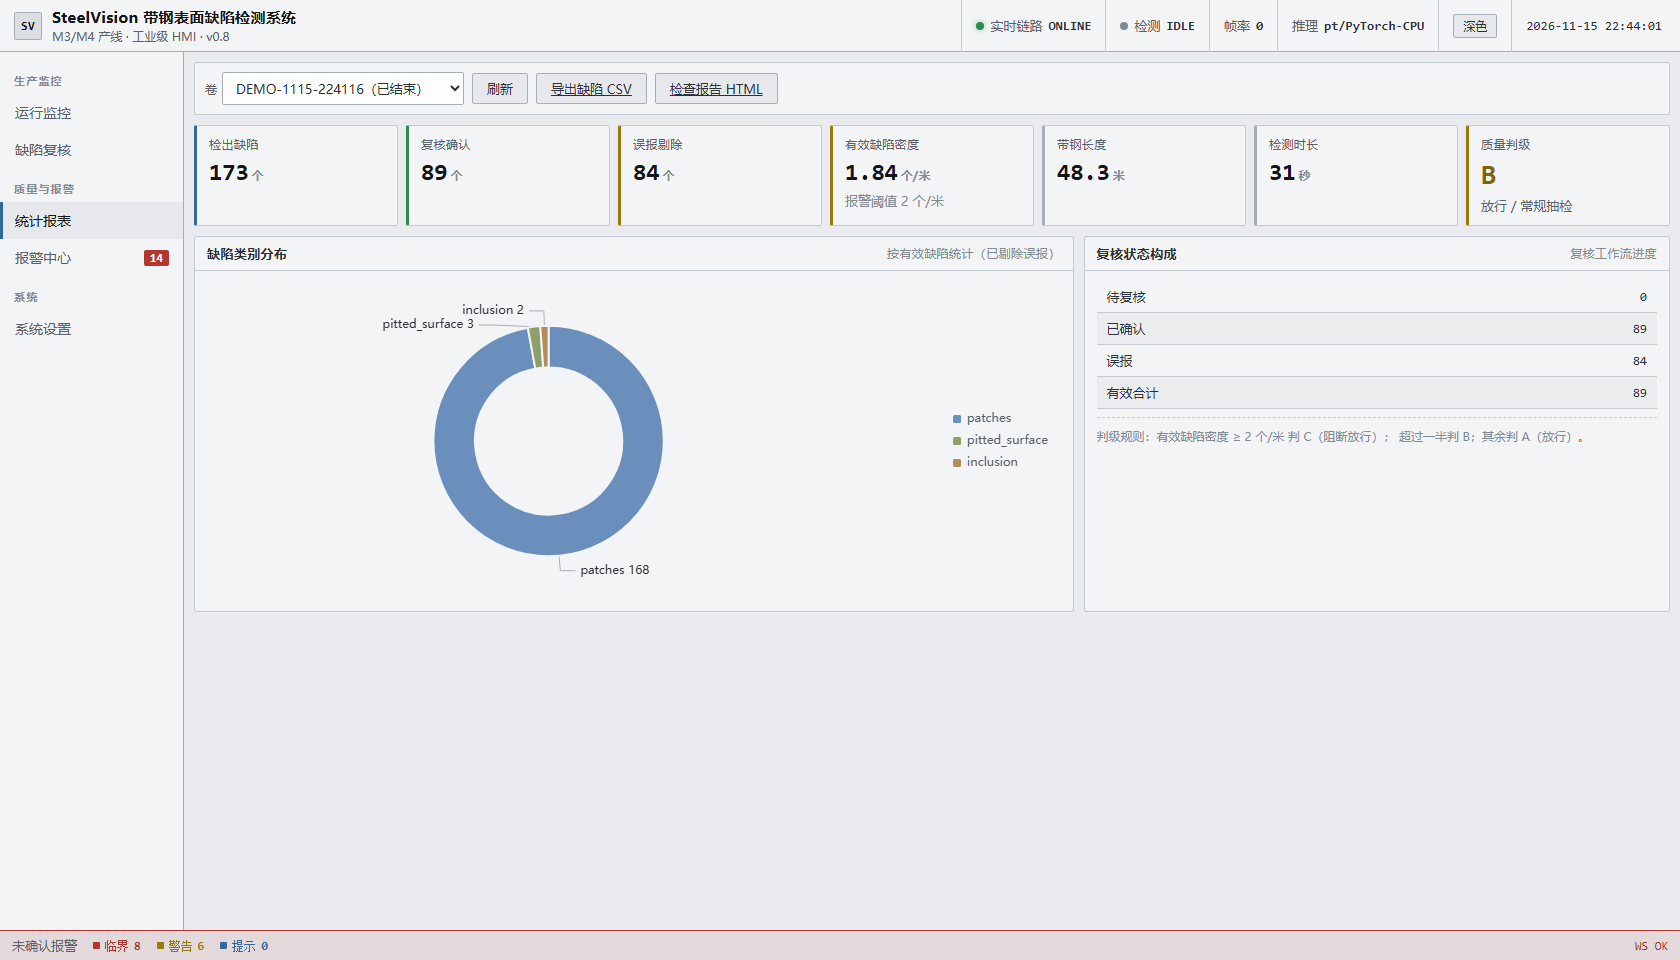 SV
SteelVision 带钢表面缺陷检测系统
M3/M4 产线 · 工业级 HMI · v0.8
实时链路 ONLINE
检测 IDLE
帧率 0
推理 pt/PyTorch-CPU
深色
2026-11-15 22:44:01
生产监控
运行监控
缺陷复核
质量与报警
统计报表
报警中心 14
系统
系统设置
卷 DEMO-1115-224116（已结束） 刷新 导出缺陷 CSV 检查报告 HTML
检出缺陷
173 个
复核确认
89 个
误报剔除
84 个
有效缺陷密度
1.84 个/米
报警阈值 2 个/米
带钢长度
48.3 米
检测时长
31 秒
质量判级
B
放行 / 常规抽检
缺陷类别分布 按有效缺陷统计（已剔除误报）
inclusion 2
pitted_surface 3
patches 168
patches
pitted_surface
inclusion
复核状态构成 复核工作流进度
待复核 0
已确认 89
误报 84
有效合计 89
判级规则：有效缺陷密度 ≥ 2 个/米 判 C（阻断放行）； 超过一半判 B；其余判 A（放行）。
未确认报警 临界 8 警告 6 提示 0
WS OK